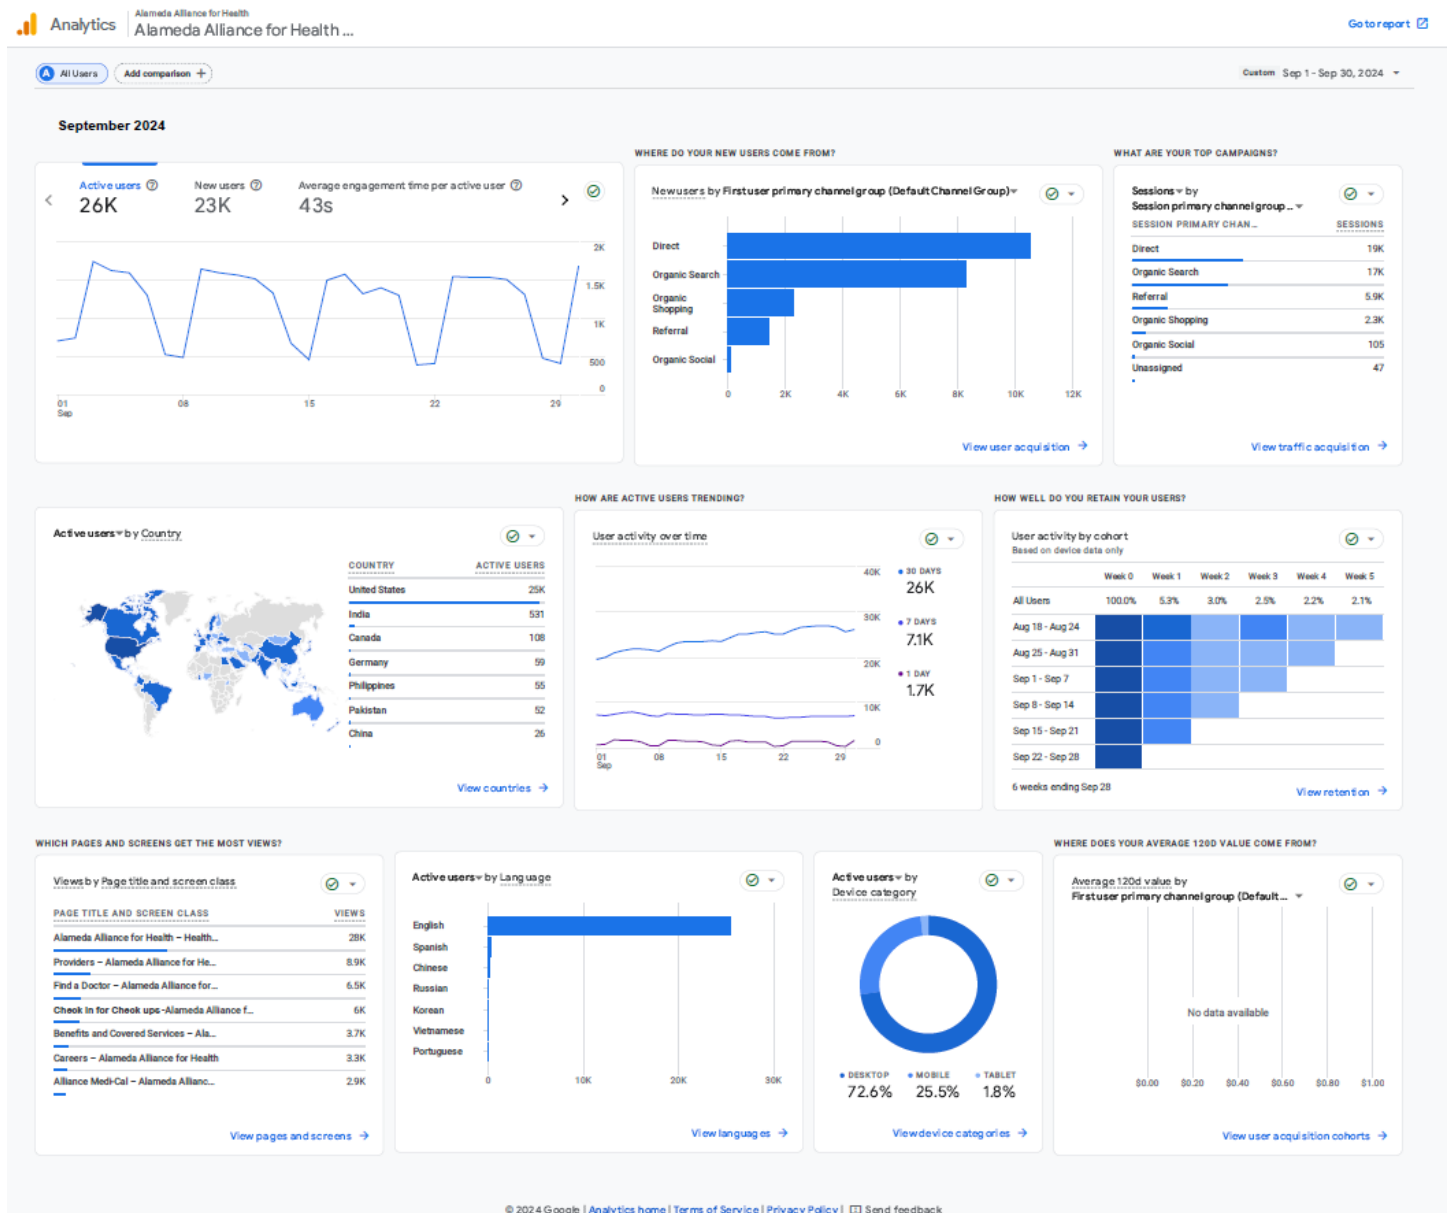 Analytics
Alameda Alliance for Health
Alameda Alliance for Health ...
Go to report
A All Users
Add comparison +
Custom Sep 1 - Sep 30, 2024
September 2024
Active users
26K
New users
23K
Average engagement time per active user
43s
2K
1.5K
1K
500
0
01 Sep
08
15
22
29
WHERE DO YOUR NEW USERS COME FROM?
New users by First user primary channel group (Default Channel Group)
Direct
Organic Search
Organic
Shopping
Referral
Organic Social
0 2K 4K 6K 8K 10K 12K
View user acquisition
WHAT ARE YOUR TOP CAMPAIGNS?
Sessions by
Session primary channel group ...
SESSION PRIMARY CHAN... SESSIONS
Direct 19K
Organic Search 17K
Referral 5.9K
Organic Shopping 2.3K
Organic Social 105
Unassigned 47
View traffic acquisition
Active users by Country
COUNTRY ACTIVE USERS
United States 25K
India 531
Canada 108
Germany 59
Philippines 55
Pakistan 52
China 26
View countries
HOW ARE ACTIVE USERS TRENDING?
User activity over time
40K
30K
20K
10K
0
01 Sep
08
15
22
29
30 DAYS
26K
7 DAYS
7.1K
1 DAY
1.7K
HOW WELL DO YOU RETAIN YOUR USERS?
User activity by cohort
Based on device data only
Week 0 Week 1 Week 2 Week 3 Week 4 Week 5
All Users 100.0% 5.3% 3.0% 2.5% 2.2% 2.1%
Aug 18 - Aug 24
Aug 25 - Aug 31
Sep 1 - Sep 7
Sep 8 - Sep 14
Sep 15 - Sep 21
Sep 22 - Sep 28
6 weeks ending Sep 28
View retention
WHICH PAGES AND SCREENS GET THE MOST VIEWS?
Views by Page title and screen class
PAGE TITLE AND SCREEN CLASS VIEWS
Alameda Alliance for Health – Health... 28K
Providers – Alameda Alliance for He... 8.9K
Find a Doctor – Alameda Alliance for... 6.5K
Check In for Check ups-Alameda Alliance f... 6K
Benefits and Covered Services – Ala... 3.7K
Careers – Alameda Alliance for Health 3.3K
Alliance Medi-Cal – Alameda Allianc... 2.9K
View pages and screens
Active users by Language
English
Spanish
Chinese
Russian
Korean
Vietnamese
Portuguese
0 10K 20K 30K
View languages
Active users by
Device category
DESKTOP MOBILE TABLET
72.6% 25.5% 1.8%
View device categories
WHERE DOES YOUR AVERAGE 120D VALUE COME FROM?
Average 120d value by
First user primary channel group (Default...
No data available
$0.00 $0.20 $0.40 $0.60 $0.80 $1.00
View user acquisition cohorts
© 2024 Google | Analytics home | Terms of Service | Privacy Policy | Send feedback